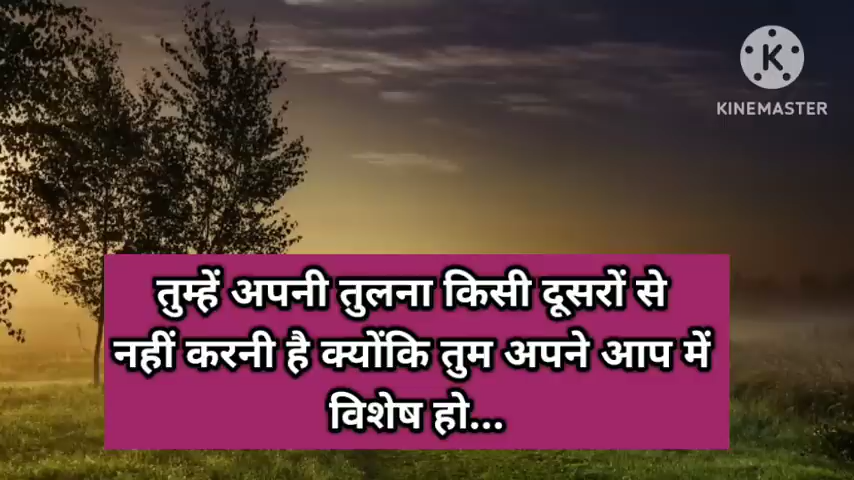 KINEMASTER
तुम्हें अपनी तुलना किसी दूसरों से
नहीं करनी है क्योंकि तुम अपने आप में
विशेष हो...